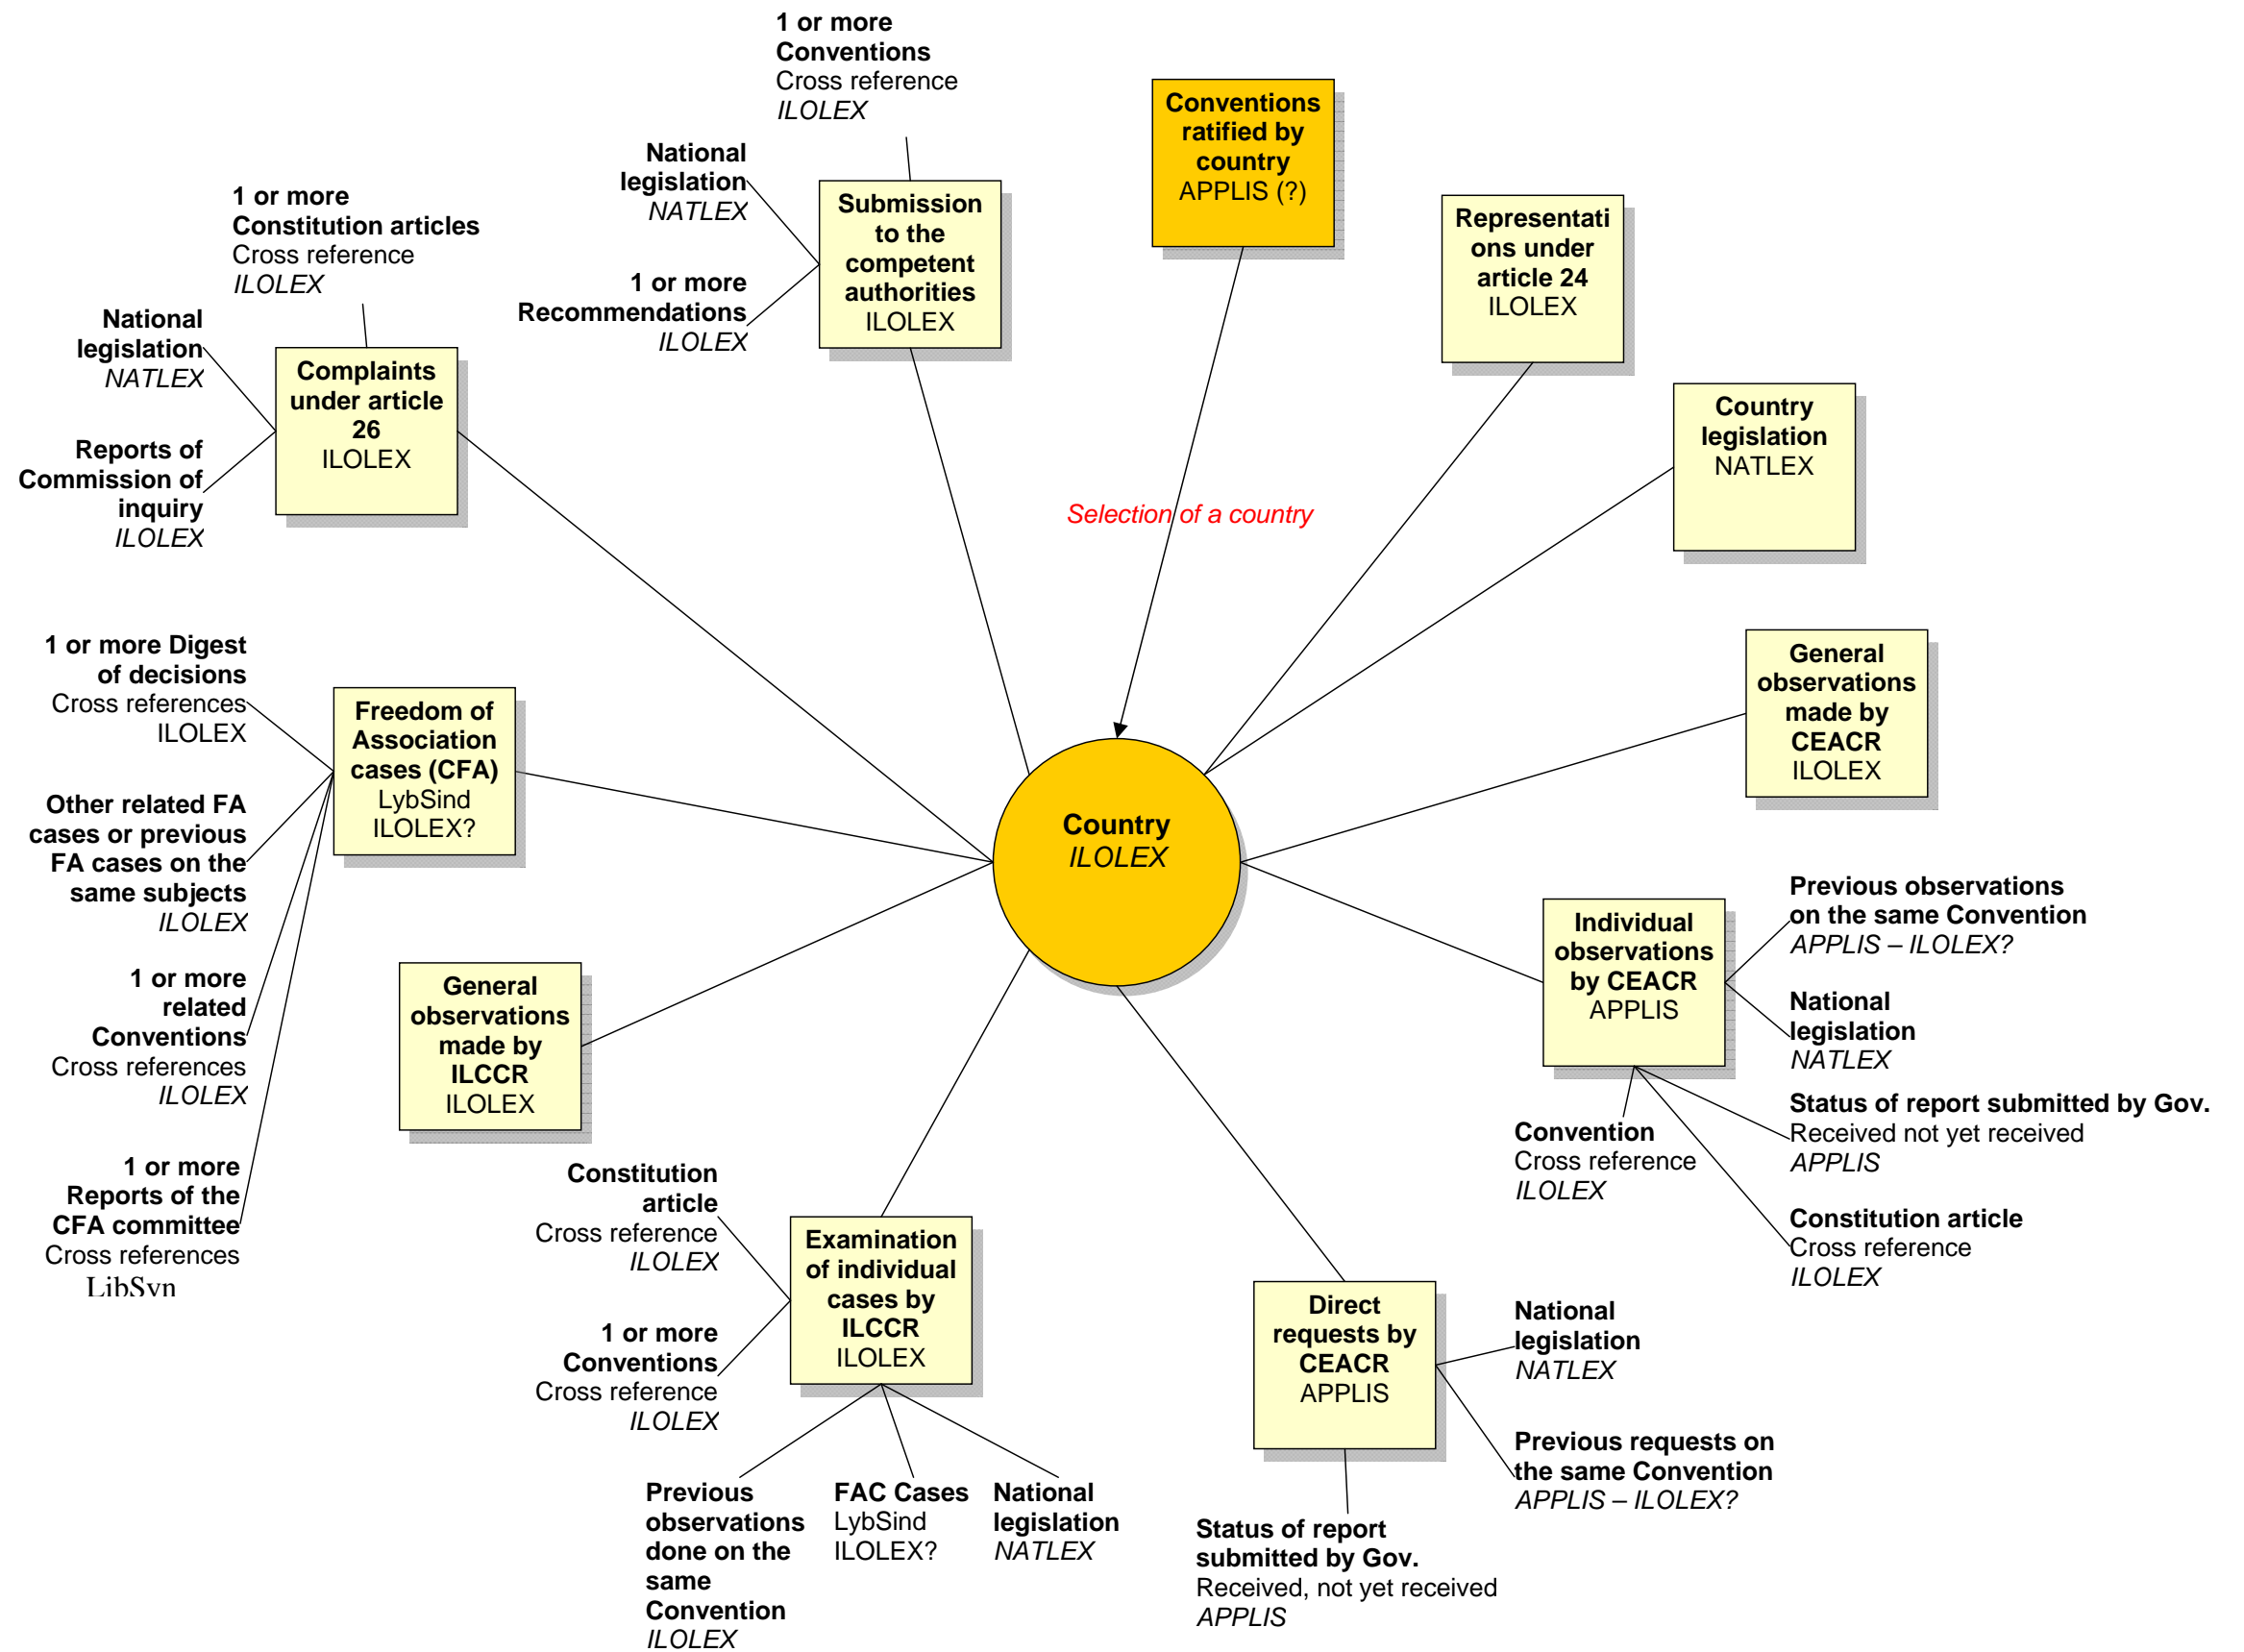 1 or more
Conventions
Cross reference
ILOLEX
National
legislation
NATLEX
1 or more
Recommendations
ILOLEX
Submission
to the
competent
authorities
ILOLEX
Conventions
ratified by
country
APPLIS (?)
Representati
ons under
article 24
ILOLEX
Country
legislation
NATLEX
1 or more
Constitution articles
Cross reference
ILOLEX
National
legislation
NATLEX
Reports of
Commission of
inquiry
ILOLEX
Complaints
under article
26
ILOLEX
Selection of a country
1 or more Digest
of decisions
Cross references
ILOLEX
Other related FA
cases or previous
FA cases on the
same subjects
ILOLEX
1 or more
related
Conventions
Cross references
ILOLEX
1 or more
Reports of the
CFA committee
Cross references
LibSyn
Freedom of
Association
cases (CFA)
LybSind
ILOLEX?
Country
ILOLEX
General
observations
made by
CEACR
ILOLEX
General
observations
made by
ILCCR
ILOLEX
Individual
observations
by CEACR
APPLIS
Previous observations
on the same Convention
APPLIS – ILOLEX?
National
legislation
NATLEX
Status of report submitted by Gov.
Received not yet received
APPLIS
Convention
Cross reference
ILOLEX
Constitution article
Cross reference
ILOLEX
Constitution
article
Cross reference
ILOLEX
1 or more
Conventions
Cross reference
ILOLEX
Examination
of individual
cases by
ILCCR
ILOLEX
Previous
observations
done on the
same
Convention
ILOLEX
FAC Cases
LybSind
ILOLEX?
National
legislation
NATLEX
Direct
requests by
CEACR
APPLIS
National
legislation
NATLEX
Previous requests on
the same Convention
APPLIS – ILOLEX?
Status of report
submitted by Gov.
Received, not yet received
APPLIS